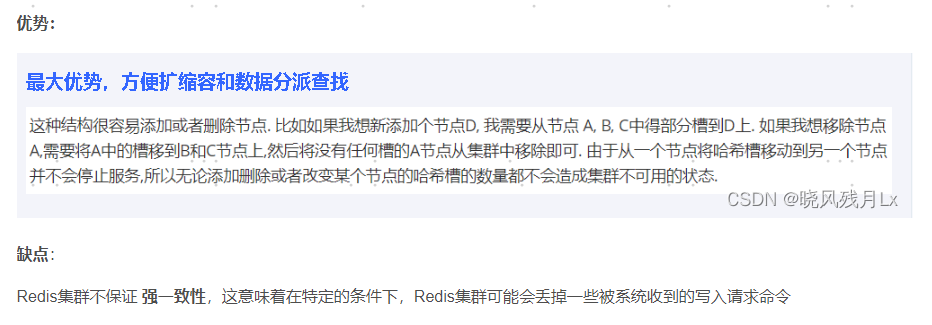 优势：
最大优势，方便扩缩容和数据分派查找
这种结构很容易添加或者删除节点. 比如如果我想新添加个节点D, 我需要从节点 A, B, C中得部分槽到D上. 如果我想移除节点
A,需要将A中的槽移到B和C节点上,然后将没有任何槽的A节点从集群中移除即可. 由于从一个节点将哈希槽移动到另一个节点
并不会停止服务,所以无论添加删除或者改变某个节点的哈希槽的数量都不会造成集群不可用的状态.
CSDN @晓风残月Lx
缺点：
Redis集群不保证 强一致性，这意味着在特定的条件下，Redis集群可能会丢掉一些被系统收到的写入请求命令